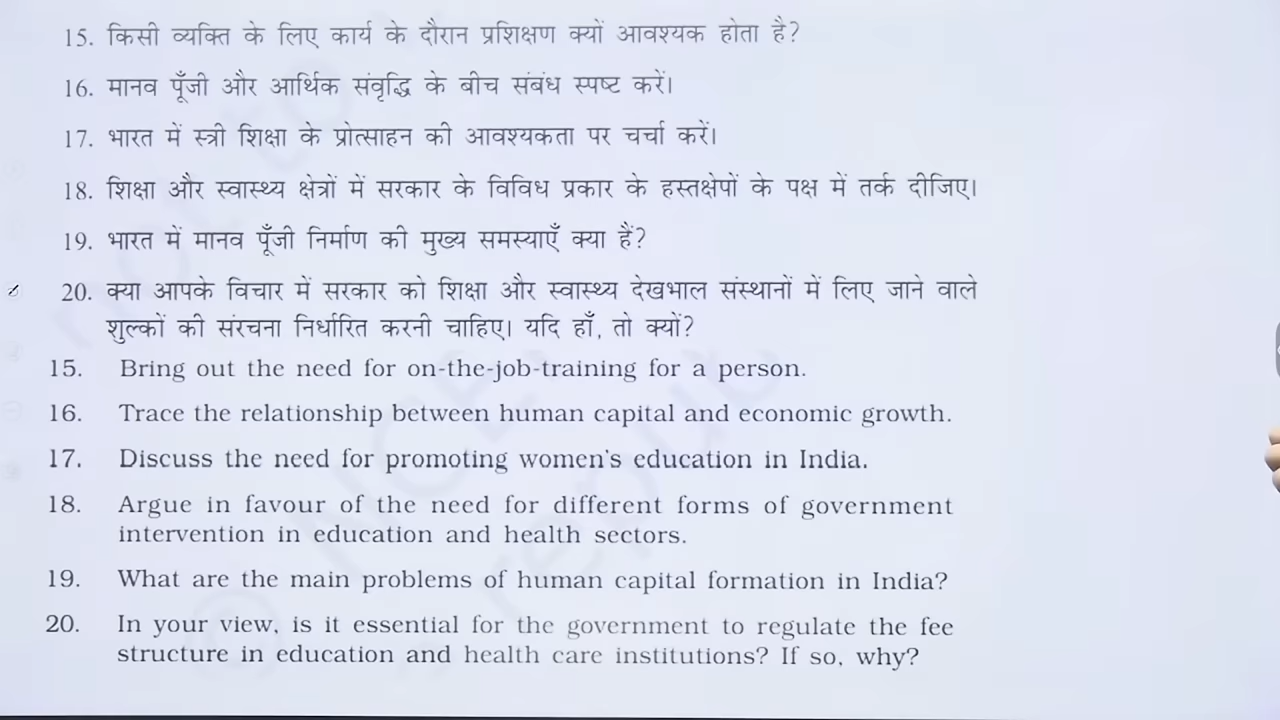 15. किसी व्यक्ति के लिए कार्य के दौरान प्रशिक्षण क्यों आवश्यक होता है?
16. मानव पूँजी और आर्थिक संवृद्धि के बीच संबंध स्पष्ट करें।
17. भारत में स्त्री शिक्षा के प्रोत्साहन की आवश्यकता पर चर्चा करें।
18. शिक्षा और स्वास्थ्य क्षेत्रों में सरकार के विविध प्रकार के हस्तक्षेपों के पक्ष में तर्क दीजिए।
19. भारत में मानव पूँजी निर्माण की मुख्य समस्याएँ क्या हैं?
20. क्या आपके विचार में सरकार को शिक्षा और स्वास्थ्य देखभाल संस्थानों में लिए जाने वाले
शुल्कों की संरचना निर्धारित करनी चाहिए। यदि हाँ, तो क्यों?
15. Bring out the need for on-the-job-training for a person.
16. Trace the relationship between human capital and economic growth.
17. Discuss the need for promoting women's education in India.
18. Argue in favour of the need for different forms of government
intervention in education and health sectors.
19. What are the main problems of human capital formation in India?
20. In your view, is it essential for the government to regulate the fee
structure in education and health care institutions? If so, why?